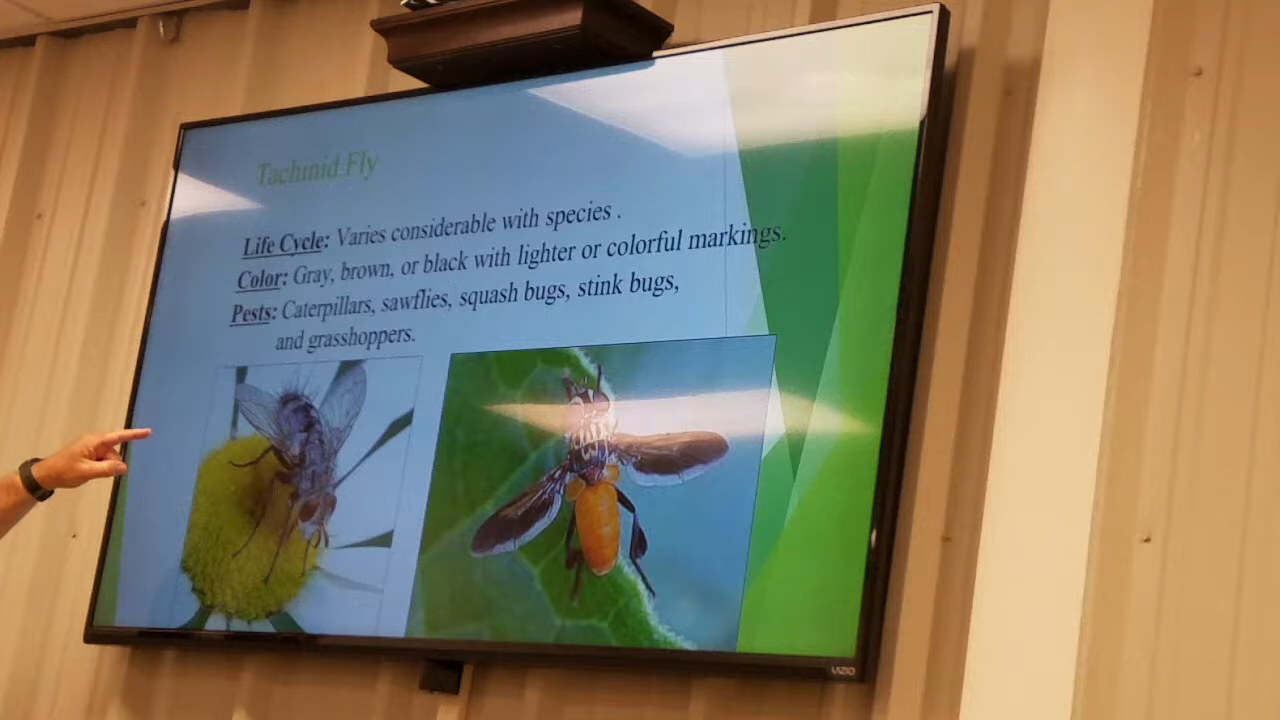 Tachinid Fly
Life Cycle: Varies considerable with species .
Color: Gray, brown, or black with lighter or colorful markings.
Pests: Caterpillars, sawflies, squash bugs, stink bugs,
and grasshoppers.
VIZIO